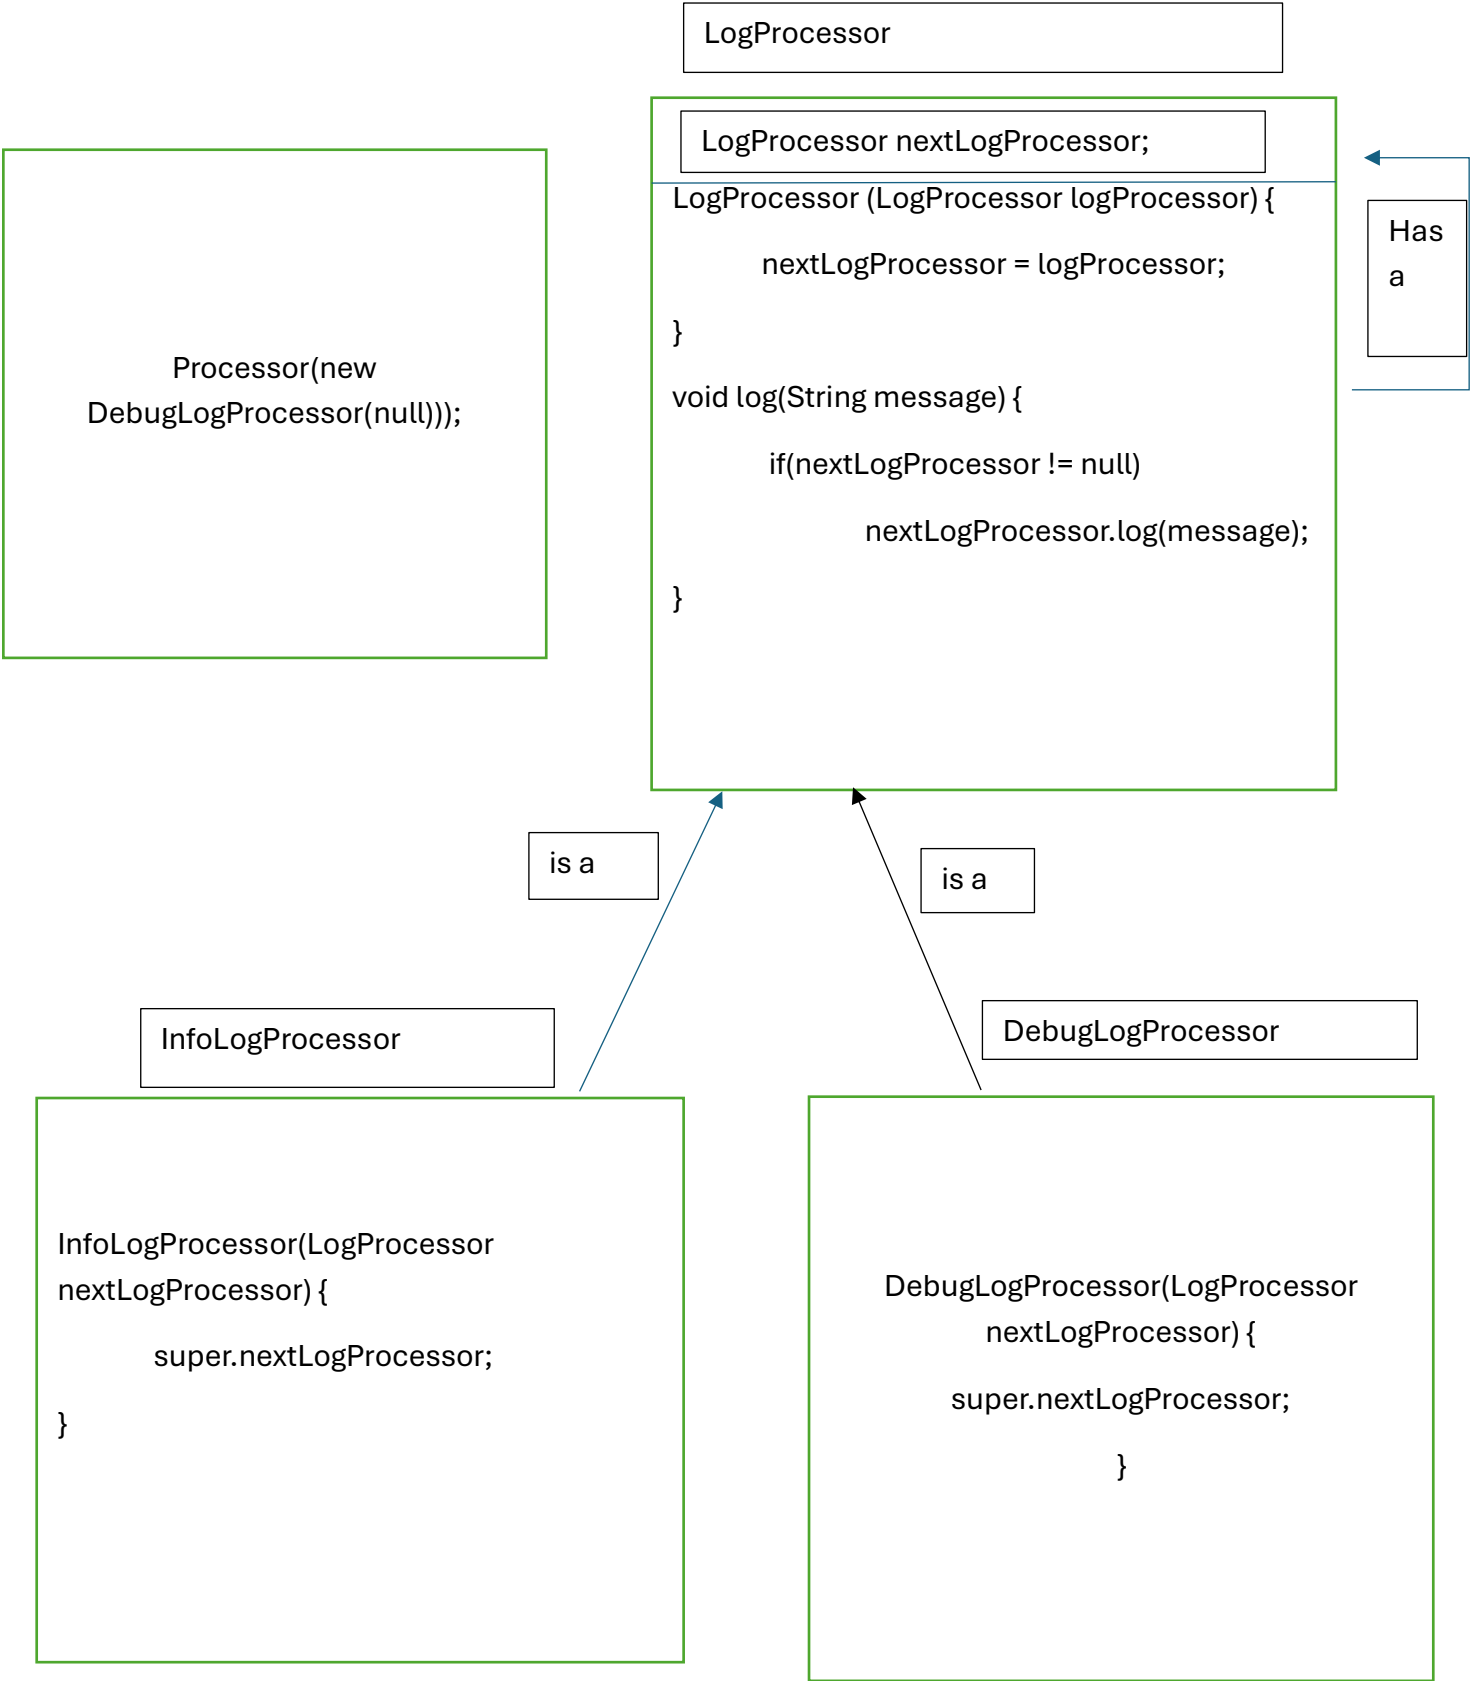 LogProcessor
LogProcessor nextLogProcessor;
LogProcessor (LogProcessor logProcessor) {
nextLogProcessor = logProcessor;
}
void log(String message) {
if(nextLogProcessor != null)
nextLogProcessor.log(message);
}
Has
a
Processor(new
DebugLogProcessor(null)));
is a
is a
InfoLogProcessor
InfoLogProcessor(LogProcessor
nextLogProcessor) {
super.nextLogProcessor;
}
DebugLogProcessor
DebugLogProcessor(LogProcessor
nextLogProcessor) {
super.nextLogProcessor;
}